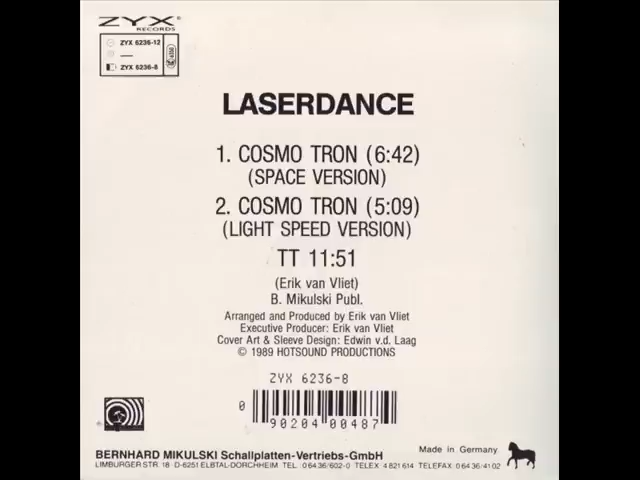 ZYX
RECORDS
ZYX 6236-12
—
ZYX 6236-8
LASERDANCE
1. COSMO TRON (6:42)
(SPACE VERSION)
2. COSMO TRON (5:09)
(LIGHT SPEED VERSION)
TT 11:51
(Erik van Vliet)
B. Mikulski Publ.
Arranged and Produced by Erik van Vliet
Executive Producer: Erik van Vliet
Cover Art & Sleeve Design: Edwin v.d. Laag
© 1989 HOTSOUND PRODUCTIONS
ZYX 6236-8
0 90204 00487
BERNHARD MIKULSKI Schallplatten-Vertriebs-GmbH
Made in Germany
LIMBURGER STR. 18 D-6251 ELBTAL-DORCHHEIM TEL. 0 64 36/60 2-0 TELEX 4 821 614 TELEFAX 0 64 36/41 02